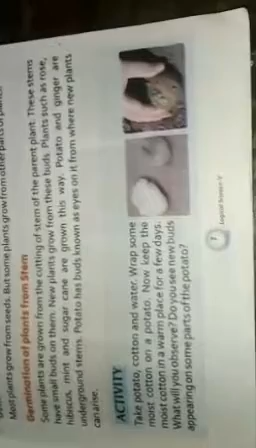 Most plants grow from seeds. But some plants grow from other parts of plants.
Germination of plants from Stem
Some plants are grown from the cutting of stem of the parent plant. These stems
have small buds on them. New plants grow from these buds. Plants such as rose,
hibiscus, mint and sugar cane are grown this way. Potato and ginger are
underground stems. Potato has buds known as eyes on it from where new plants
can arise.
ACTIVITY
Take potato, cotton and water. Wrap some
moist cotton on a potato. Now keep the
moist cotton in a warm place for a few days.
What will you observe? Do you see new buds
appearing on some parts of the potato?
7 Logical Science-V